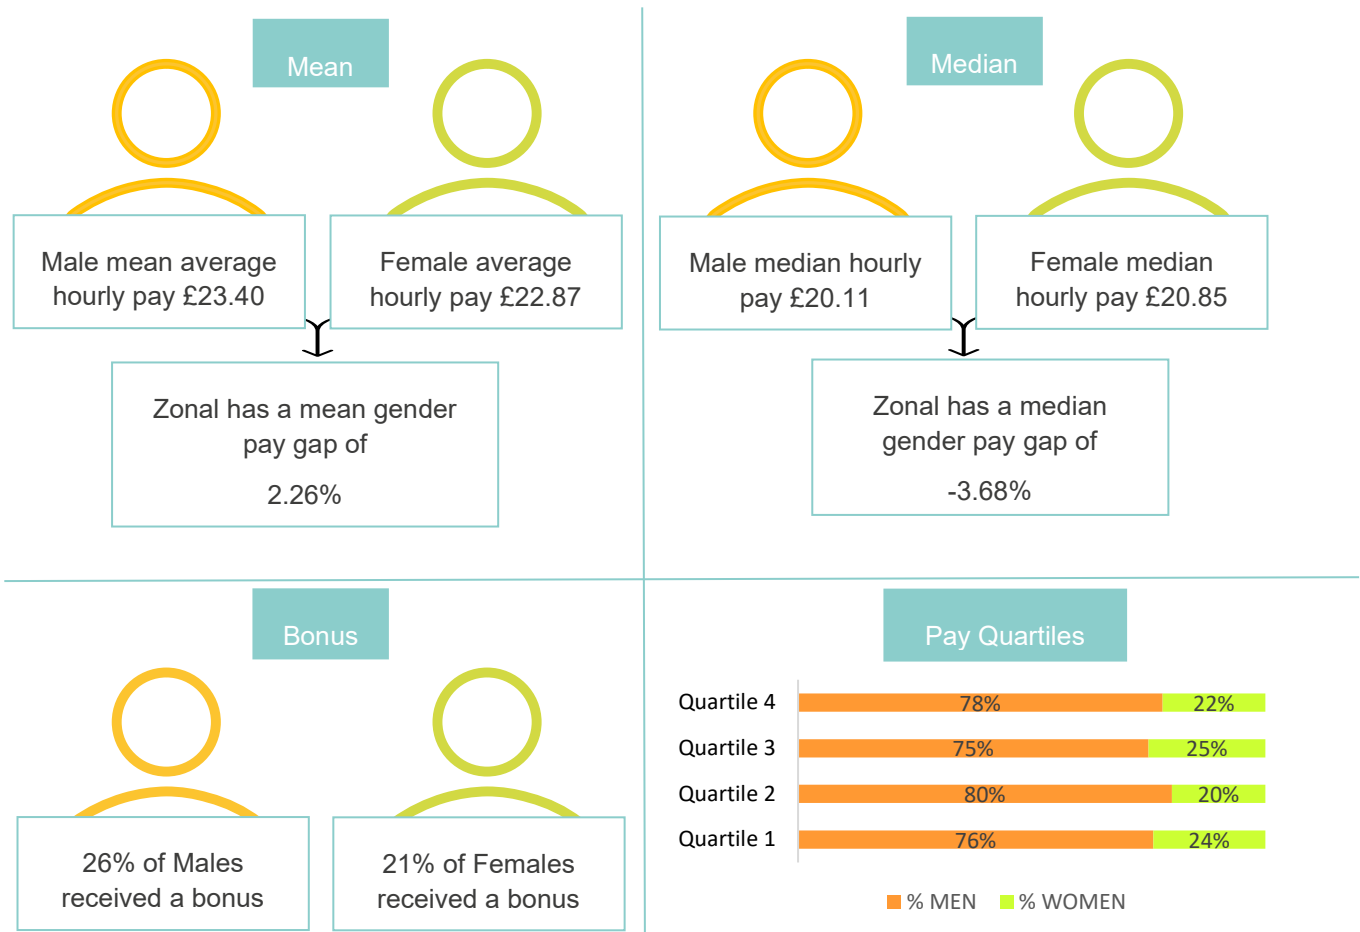 Mean
Male mean average
hourly pay £23.40
Female average
hourly pay £22.87
Zonal has a mean gender
pay gap of
2.26%
Median
Male median hourly
pay £20.11
Female median
hourly pay £20.85
Zonal has a median
gender pay gap of
-3.68%
Bonus
26% of Males
received a bonus
21% of Females
received a bonus
Pay Quartiles
Quartile 4 78% 22%
Quartile 3 75% 25%
Quartile 2 80% 20%
Quartile 1 76% 24%
% MEN % WOMEN